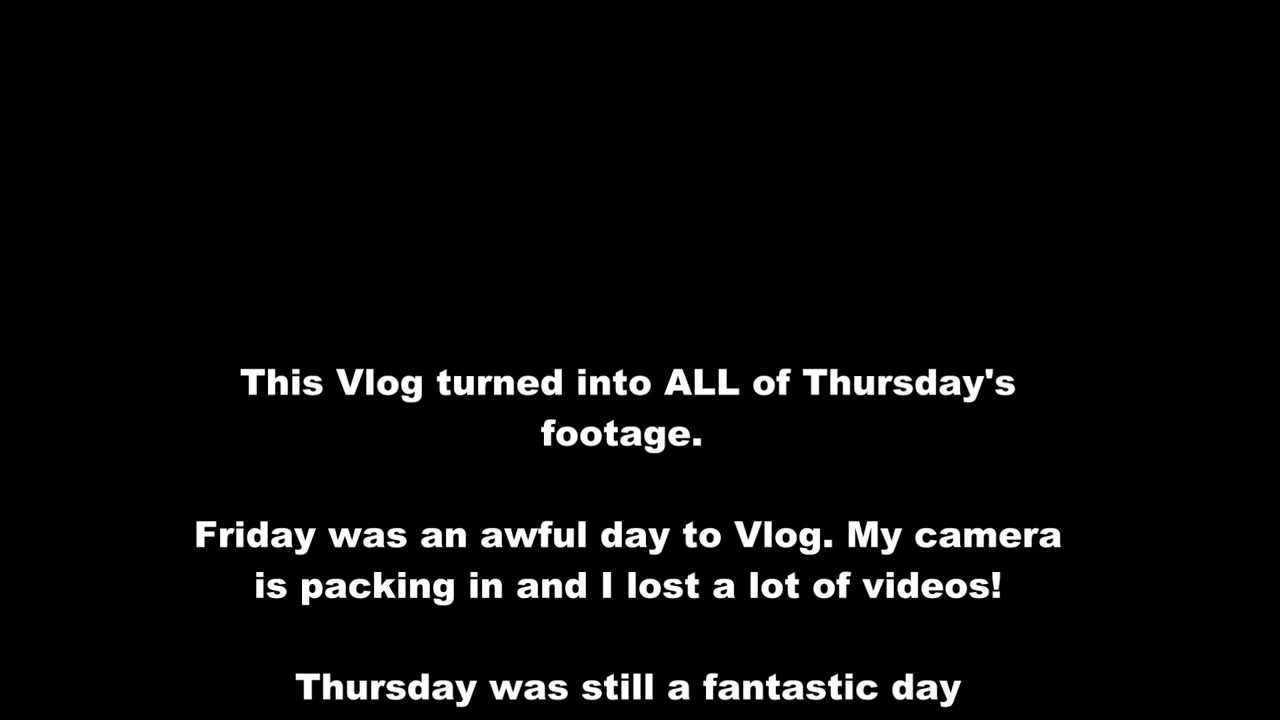 This Vlog turned into ALL of Thursday's
footage.
Friday was an awful day to Vlog. My camera
is packing in and I lost a lot of videos!
Thursday was still a fantastic day